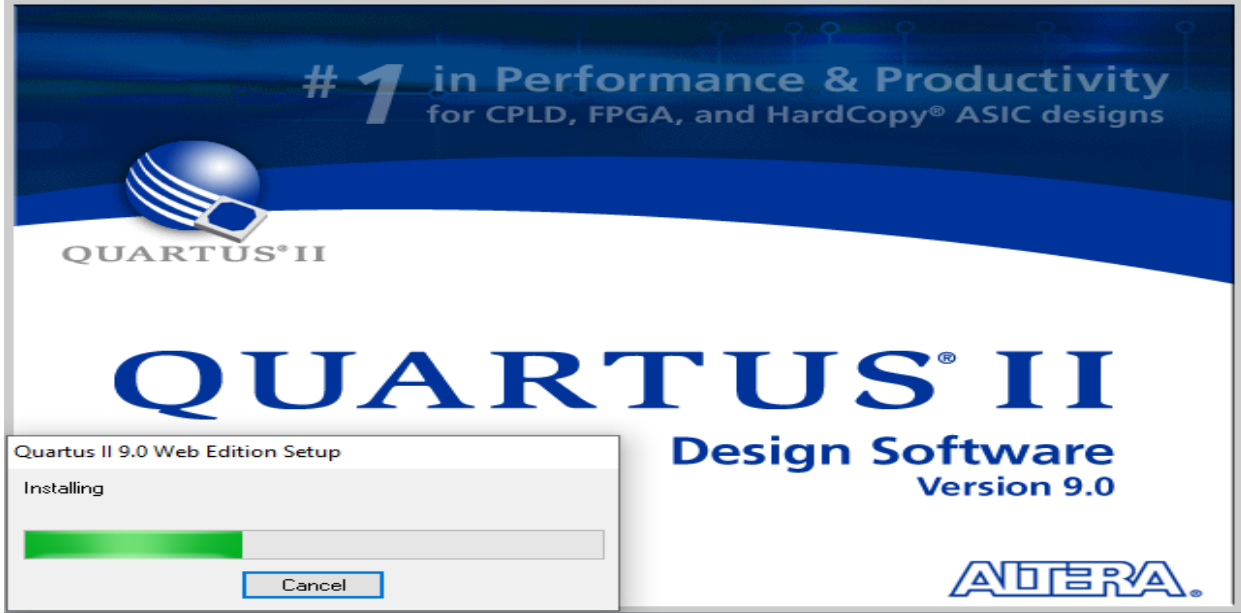 # 1 in Performance & Productivity
for CPLD, FPGA, and HardCopy® ASIC designs
QUARTUS®II
QUARTUS®II
Design Software
Version 9.0
Quartus II 9.0 Web Edition Setup
Installing
Cancel
ALTERA®